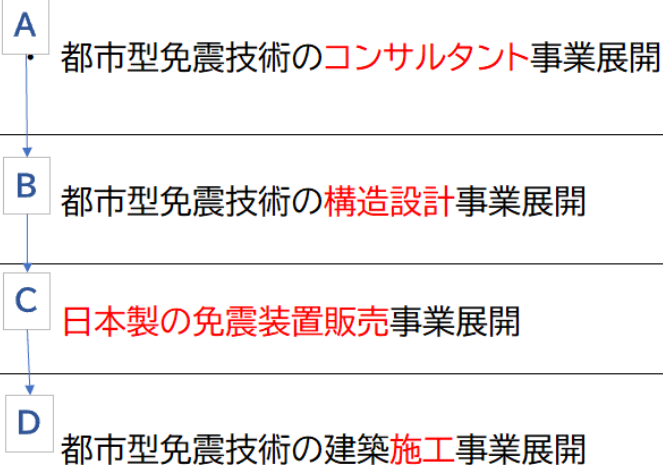 A
・都市型免震技術のコンサルタント事業展開
B
都市型免震技術の構造設計事業展開
C
日本製の免震装置販売事業展開
D
都市型免震技術の建築施工事業展開